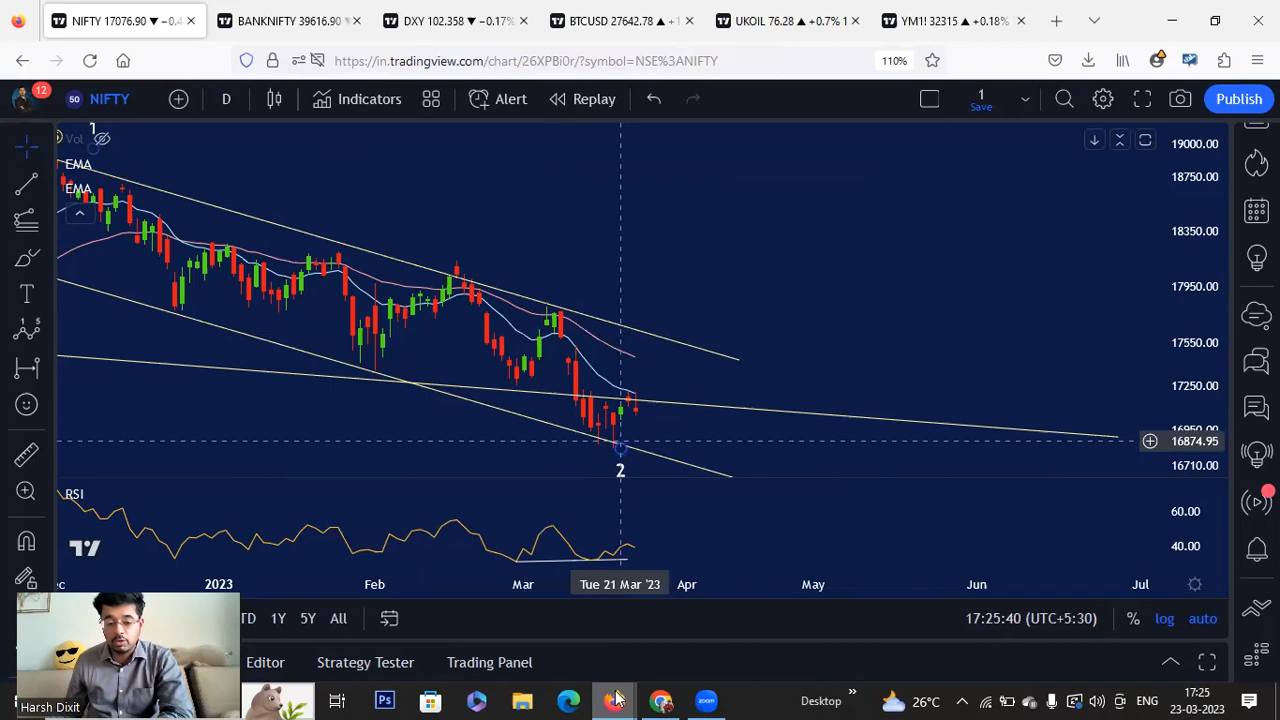 NIFTY 17076.90 ▼ −0.4
BANKNIFTY 39616.90 ▼
DXY 102.358 ▼ −0.17%
BTCUSD 27642.78 ▲ +1
UKOIL 76.28 ▲ +0.7% 1
YM1! 32315 ▲ +0.18%
https://in.tradingview.com/chart/26XPBi0r/?symbol=NSE%3ANIFTY
110%
12
50 NIFTY
D
Indicators
Alert
Replay
1
Save
Publish
1
Vol
EMA
EMA
19000.00
18750.00
18350.00
17950.00
17550.00
17250.00
16950.00
16874.95
16710.00
2
RSI
60.00
40.00
2023
Feb
Mar
Tue 21 Mar '23
Apr
May
Jun
Jul
TD
1Y
5Y
All
17:25:40 (UTC+5:30)
%
log
auto
Editor
Strategy Tester
Trading Panel
Harsh Dixit
Ps
zoom
Desktop
26°C
ENG
17:25
23-03-2023